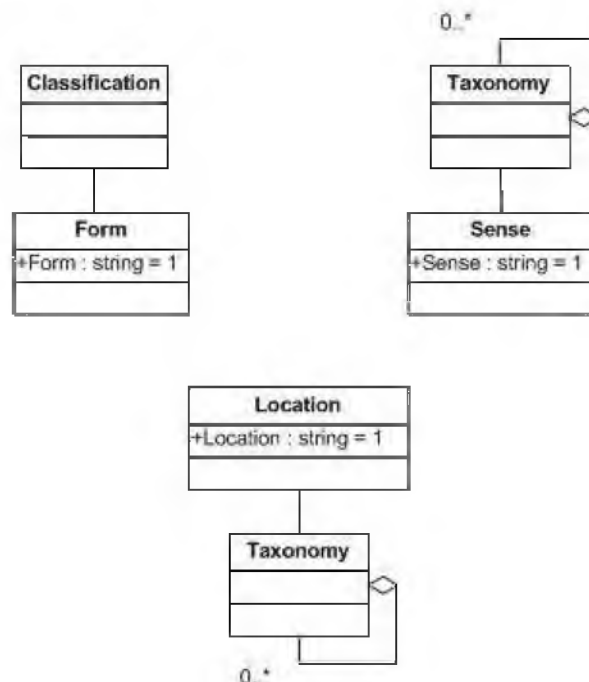 0..*
Classification
Taxonomy
Form
+Form : string = 1
Sense
+Sense : string = 1
Location
+Location : string = 1
Taxonomy
0..*